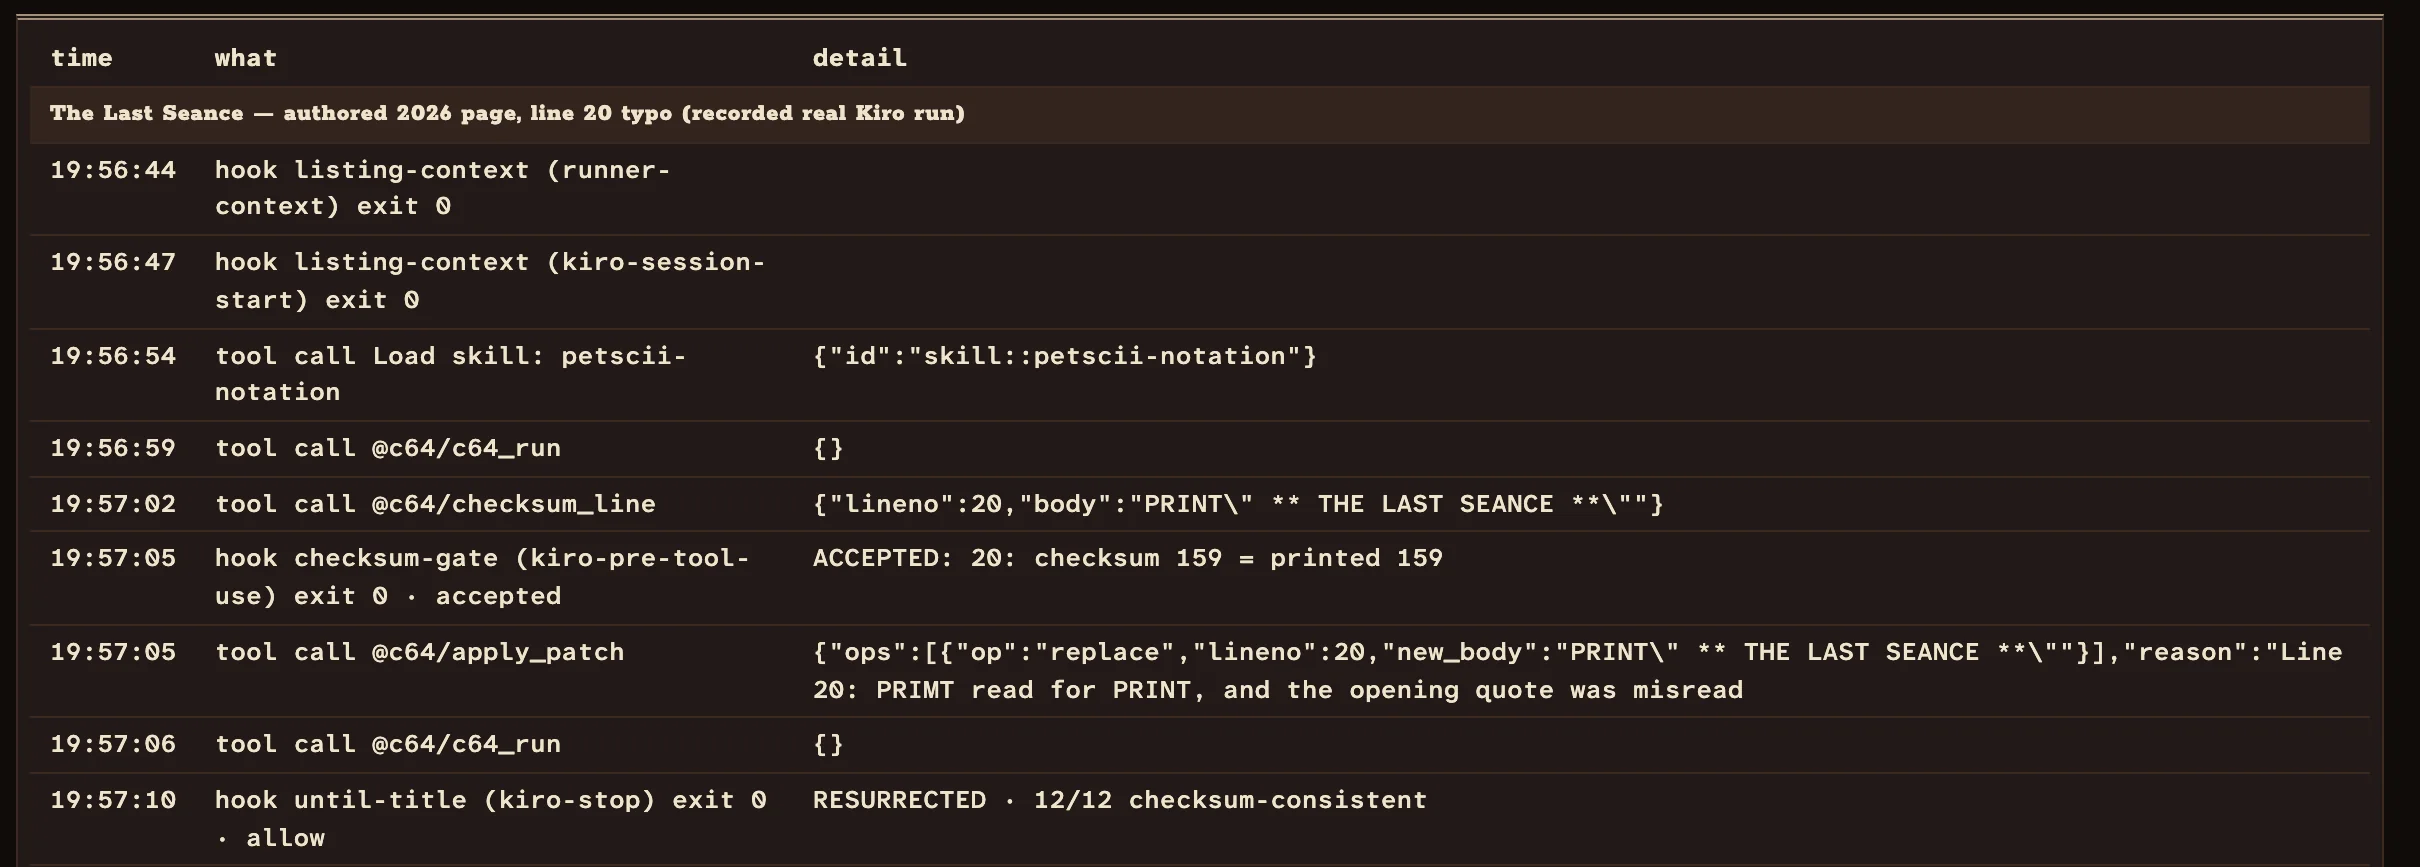 time what detail
The Last Seance — authored 2026 page, line 20 typo (recorded real Kiro run)
19:56:44 hook listing-context (runner-
context) exit 0
19:56:47 hook listing-context (kiro-session-
start) exit 0
19:56:54 tool call Load skill: petscii- {"id":"skill::petscii-notation"}
notation
19:56:59 tool call @c64/c64_run {}
19:57:02 tool call @c64/checksum_line {"lineno":20,"body":"PRINT\" ** THE LAST SEANCE **\""}
19:57:05 hook checksum-gate (kiro-pre-tool- ACCEPTED: 20: checksum 159 = printed 159
use) exit 0 · accepted
19:57:05 tool call @c64/apply_patch {"ops":[{"op":"replace","lineno":20,"new_body":"PRINT\" ** THE LAST SEANCE **\""}],"reason":"Line
20: PRIMT read for PRINT, and the opening quote was misread
19:57:06 tool call @c64/c64_run {}
19:57:10 hook until-title (kiro-stop) exit 0 RESURRECTED · 12/12 checksum-consistent
· allow